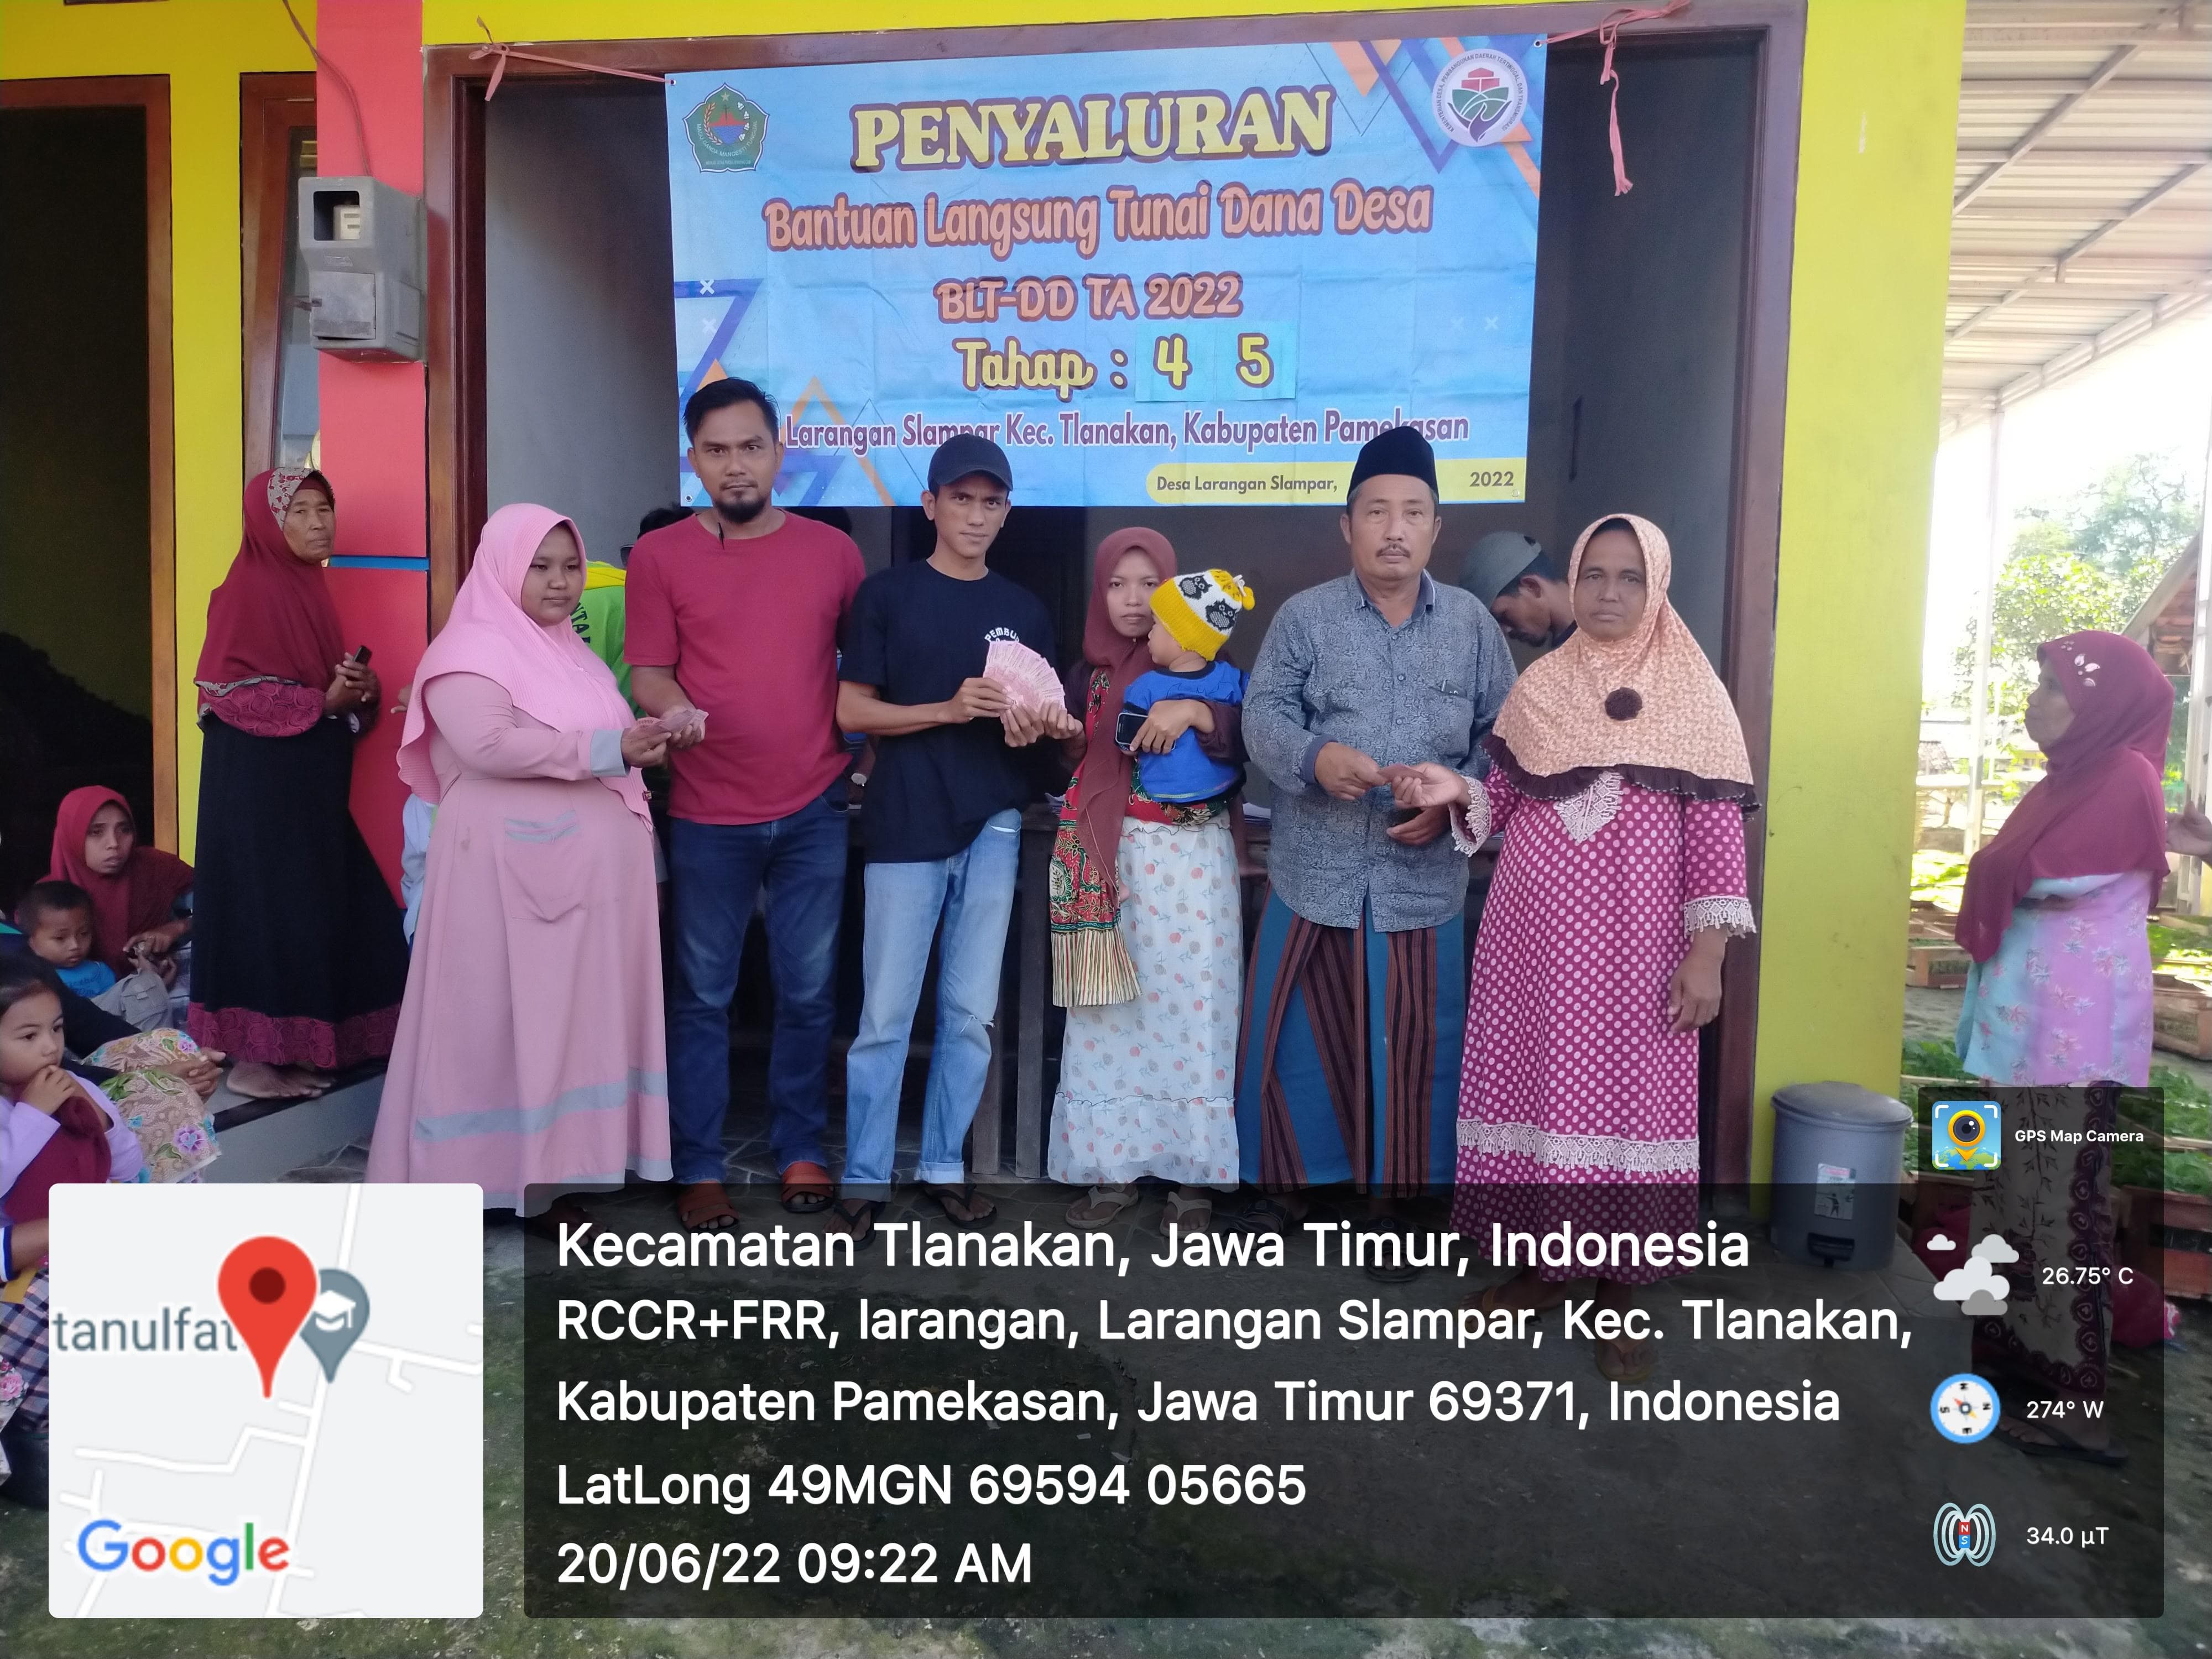 PENYALURAN
Bantuan Langsung Tunai Dana Desa
BLT-DD TA 2022
Tahap : 4 5
Larangan Slampar Kec. Tlanakan, Kabupaten Pamekasan
Desa Larangan Slampar, 2022
GPS Map Camera
tanulfat
Google
Kecamatan Tlanakan, Jawa Timur, Indonesia
RCCR+FRR, larangan, Larangan Slampar, Kec. Tlanakan,
Kabupaten Pamekasan, Jawa Timur 69371, Indonesia
LatLong 49MGN 69594 05665
20/06/22 09:22 AM
26.75° C
274° W
34.0 µT